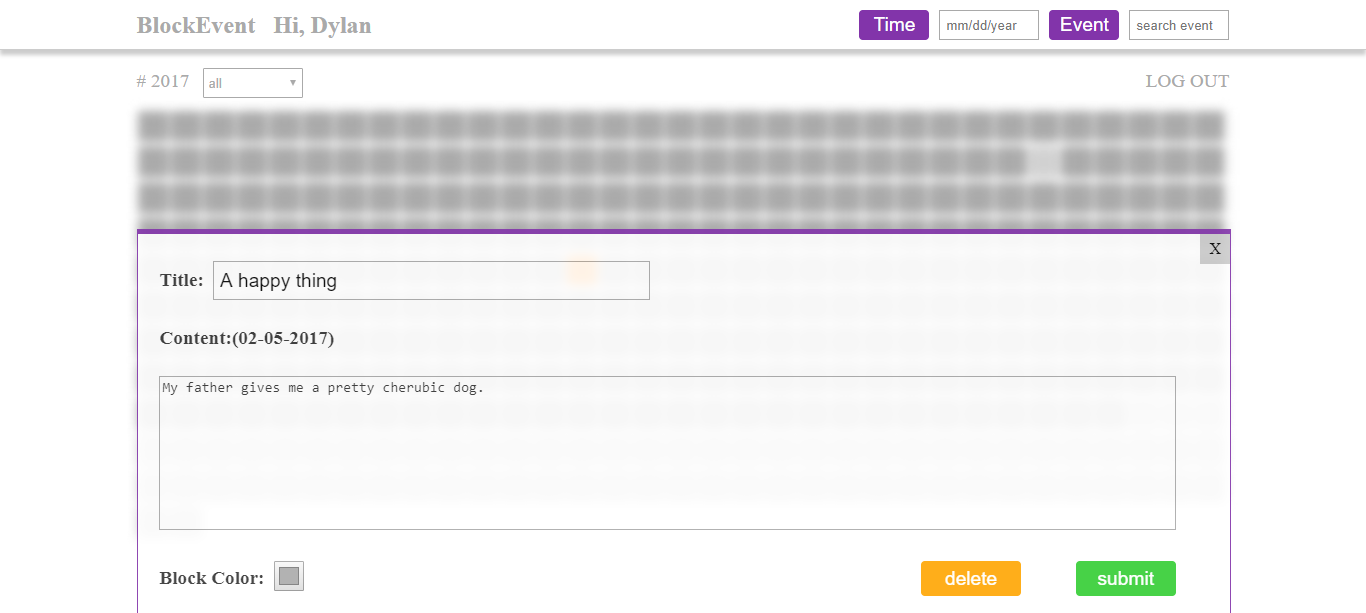 BlockEvent Hi, Dylan Time mm/dd/year Event search event
# 2017 all LOG OUT
X
Title: A happy thing
Content:(02-05-2017)
My father gives me a pretty cherubic dog.
Block Color: delete submit